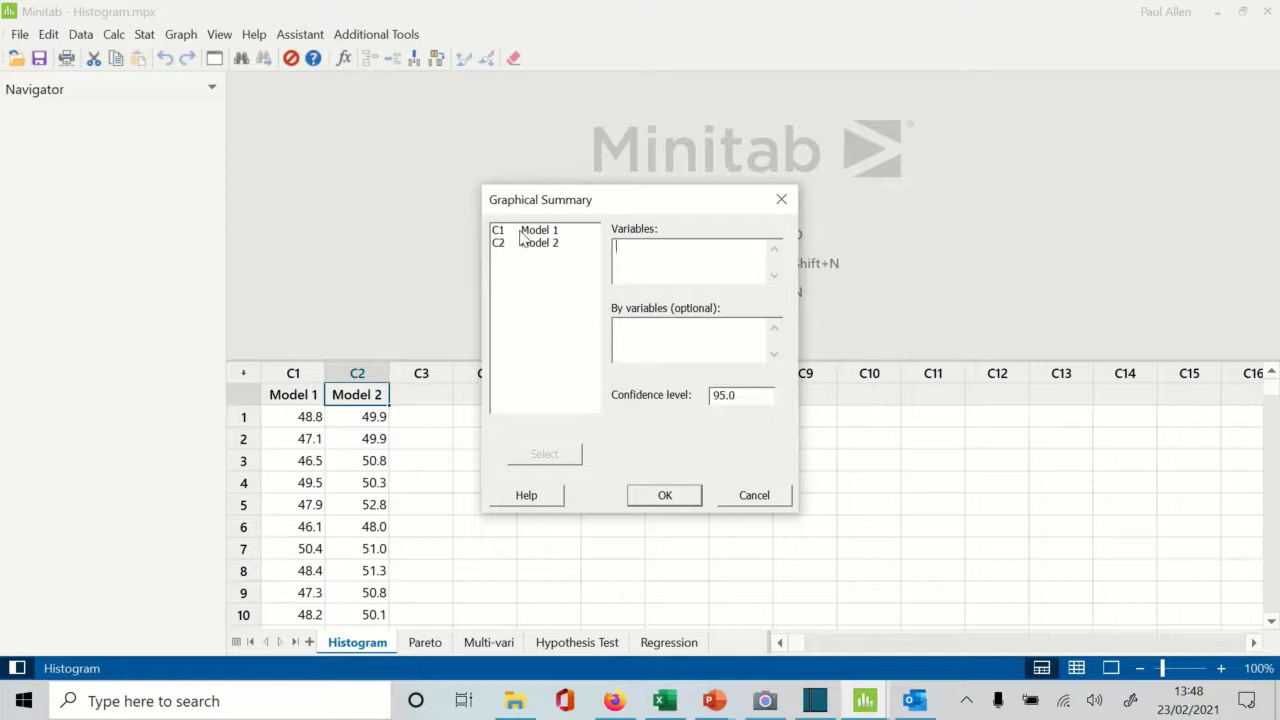 Minitab - Histogram.mpx
Paul Allen
File Edit Data Calc Stat Graph View Help Assistant Additional Tools
Navigator
Minitab
Graphical Summary
C1 Model 1
C2 Model 2
Variables:
Shift+N
N
By variables (optional):
Confidence level: 95.0
Select
Help OK Cancel
C1 C2 C3 C9 C10 C11 C12 C13 C14 C15 C16
Model 1 Model 2
1 48.8 49.9
2 47.1 49.9
3 46.5 50.8
4 49.5 50.3
5 47.9 52.8
6 46.1 48.0
7 50.4 51.0
8 48.4 51.3
9 47.3 50.8
10 48.2 50.1
Histogram Pareto Multi-vari Hypothesis Test Regression
Histogram
100%
Type here to search
13:48
23/02/2021